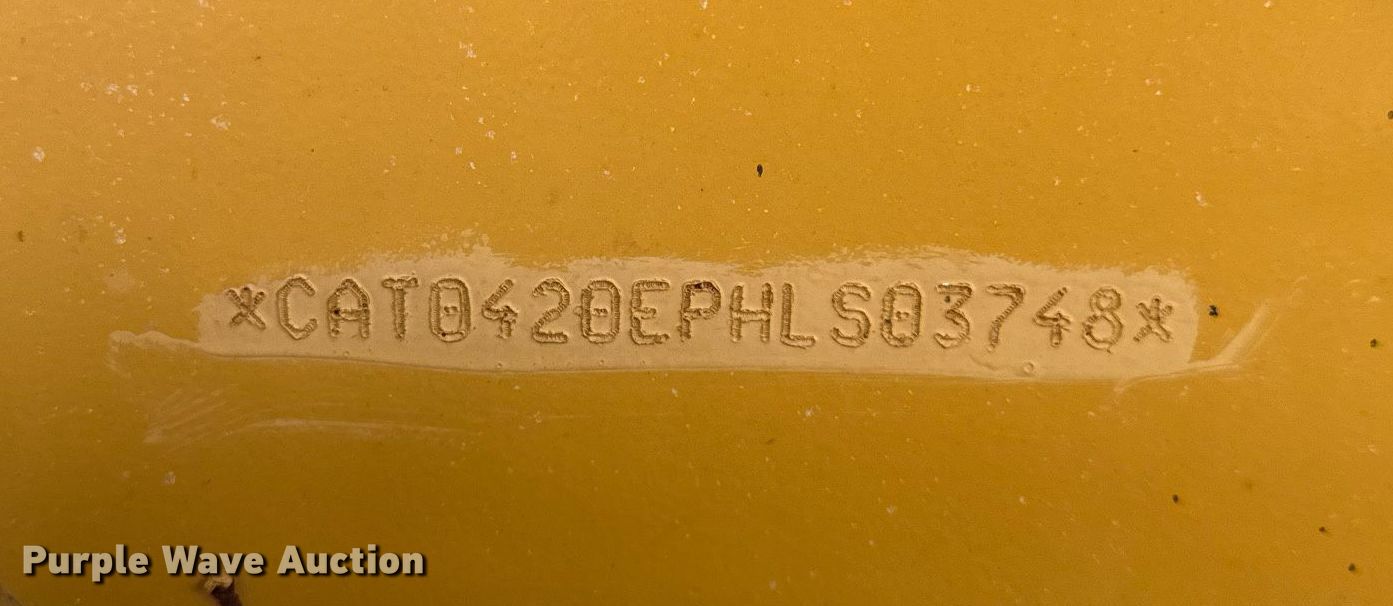 *CAT0420EPHLS03748*
Purple Wave Auction